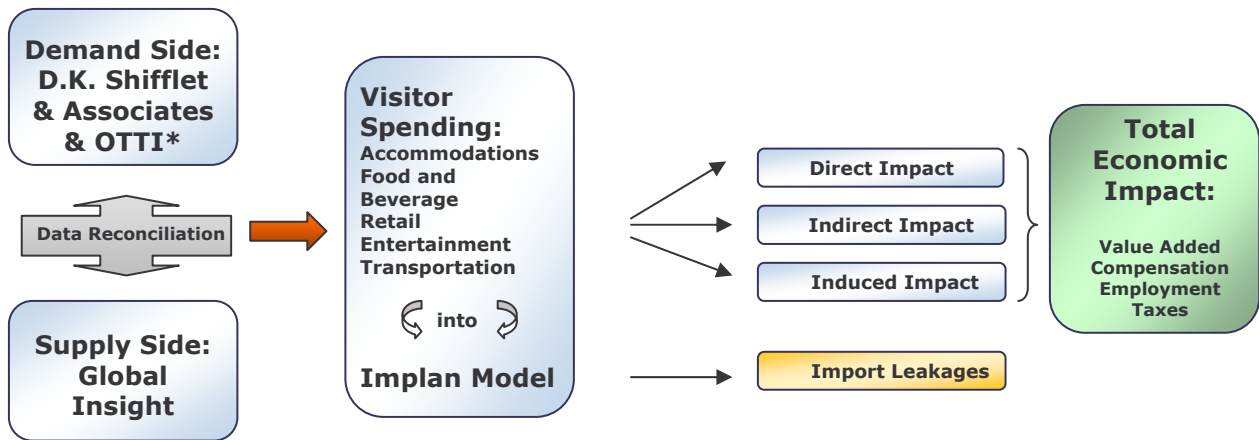 Demand Side:
D.K. Shifflet
& Associates
& OTTI*
Data Reconciliation
Supply Side:
Global
Insight
Visitor
Spending:
Accommodations
Food and
Beverage
Retail
Entertainment
Transportation
into
Implan Model
Direct Impact
Indirect Impact
Induced Impact
Import Leakages
Total
Economic
Impact:
Value Added
Compensation
Employment
Taxes